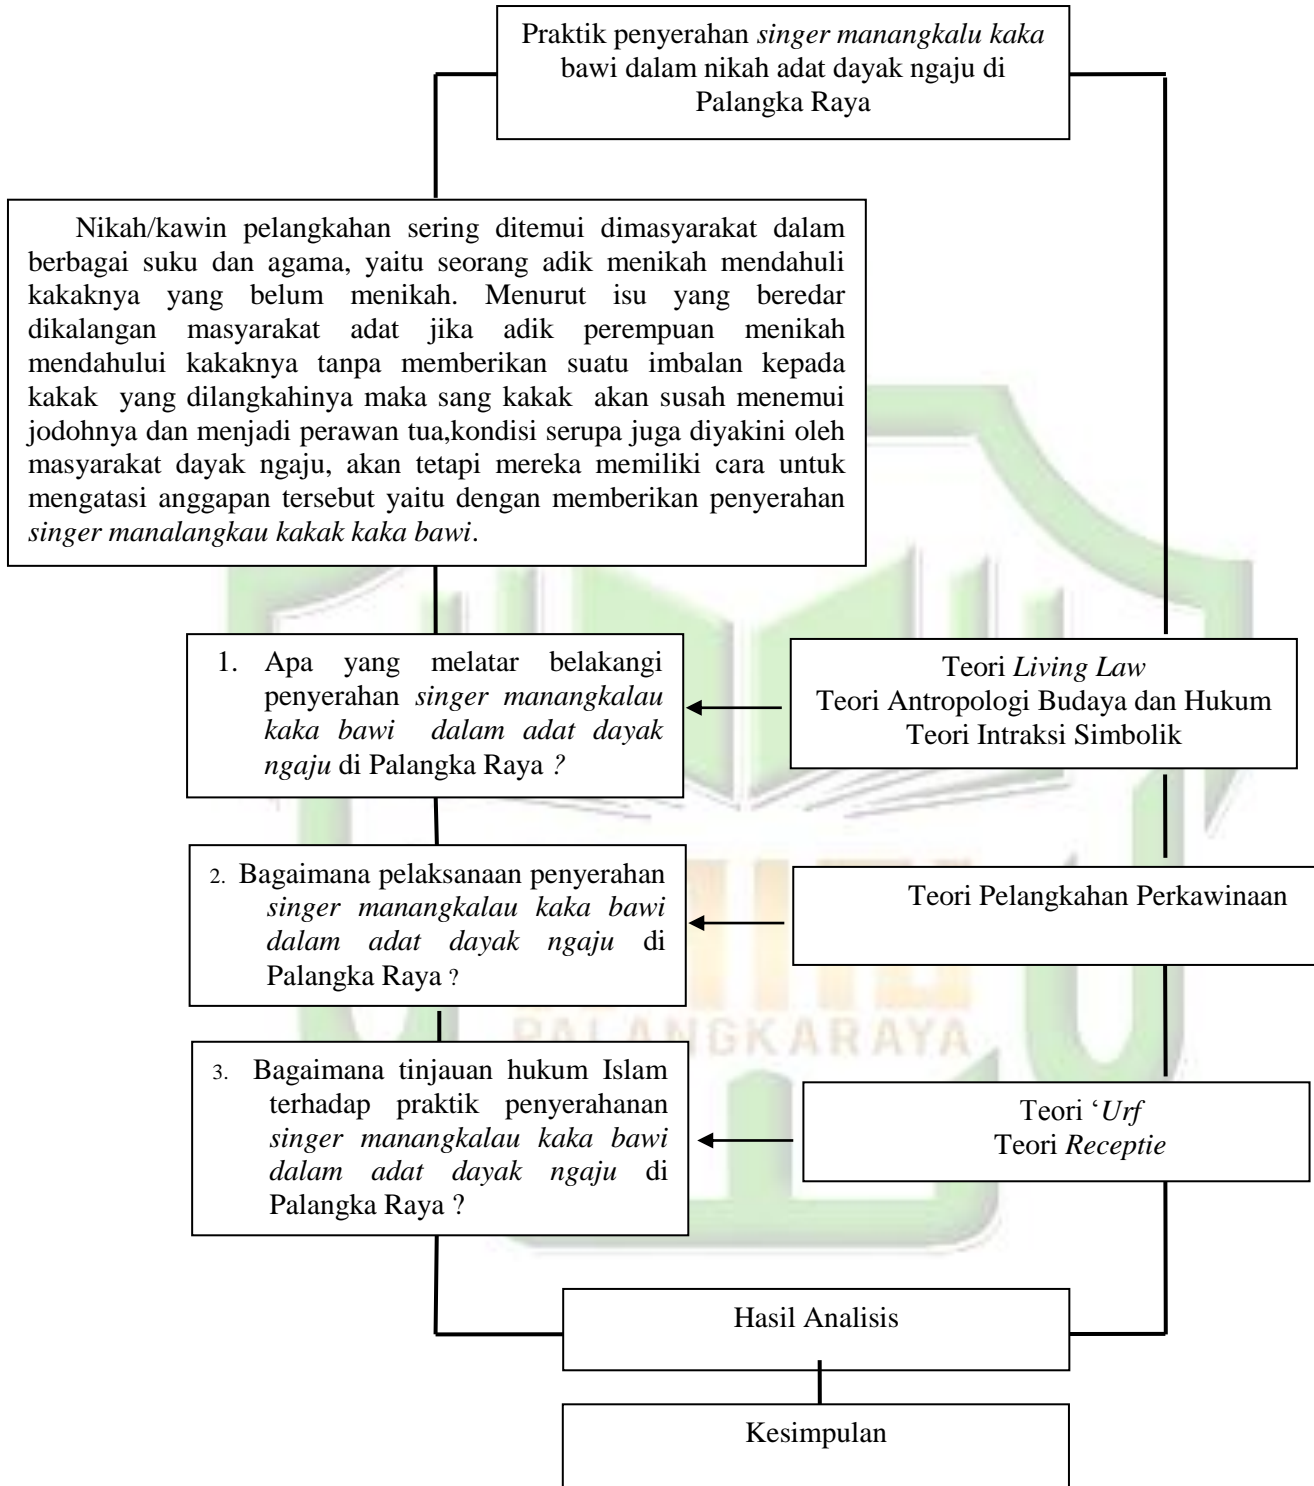 Praktik penyerahan singer manangkalu kaka
bawi dalam nikah adat dayak ngaju di
Palangka Raya
Nikah/kawin pelangkahan sering ditemui dimasyarakat dalam
berbagai suku dan agama, yaitu seorang adik menikah mendahuli
kakaknya yang belum menikah. Menurut isu yang beredar
dikalangan masyarakat adat jika adik perempuan menikah
mendahului kakaknya tanpa memberikan suatu imbalan kepada
kakak yang dilangkahinya maka sang kakak akan susah menemui
jodohnya dan menjadi perawan tua,kondisi serupa juga diyakini oleh
masyarakat dayak ngaju, akan tetapi mereka memiliki cara untuk
mengatasi anggapan tersebut yaitu dengan memberikan penyerahan
singer manalangkau kakak kaka bawi.
1. Apa yang melatar belakangi
penyerahan singer manangkalau
kaka bawi dalam adat dayak
ngaju di Palangka Raya ?
Teori Living Law
Teori Antropologi Budaya dan Hukum
Teori Intraksi Simbolik
2. Bagaimana pelaksanaan penyerahan
singer manangkalau kaka bawi
dalam adat dayak ngaju di
Palangka Raya ?
Teori Pelangkahan Perkawinaan
3. Bagaimana tinjauan hukum Islam
terhadap praktik penyerahanan
singer manangkalau kaka bawi
dalam adat dayak ngaju di
Palangka Raya ?
Teori ‘Urf
Teori Receptie
PALANGKARAYA
Hasil Analisis
Kesimpulan